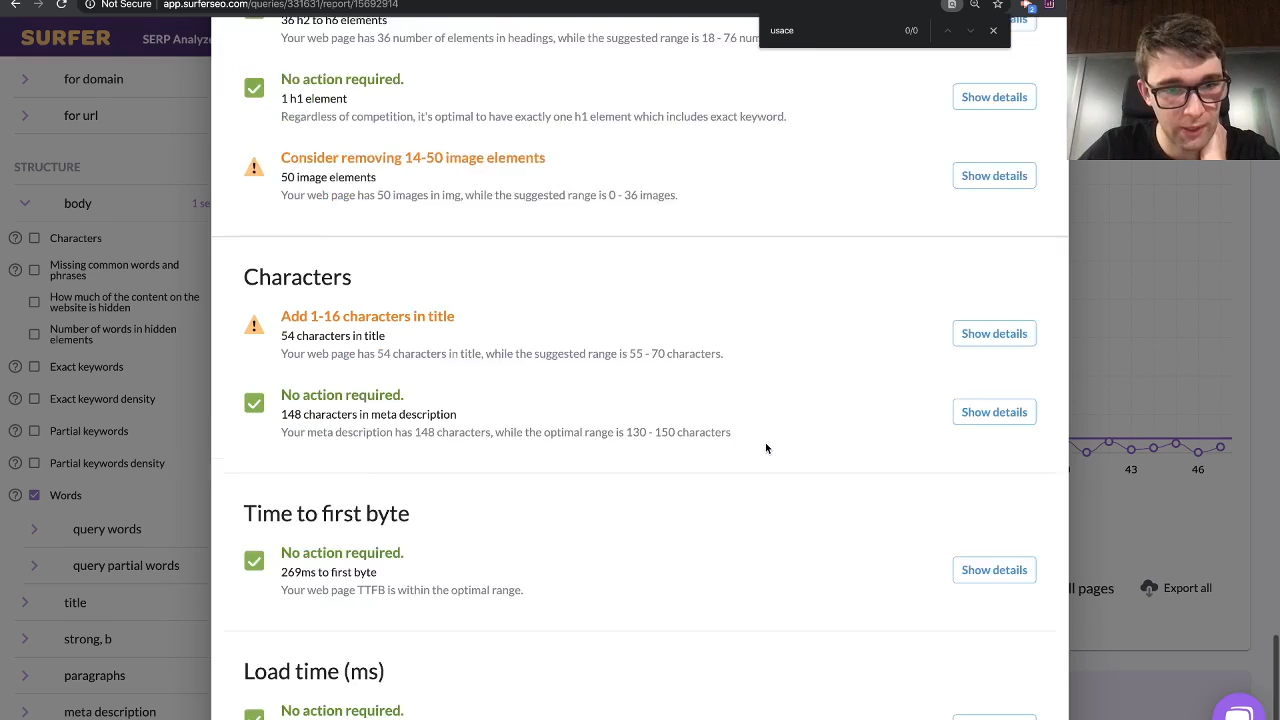 Not Secure app.surferseo.com/queries/331631/report/15692914
usace 0/0
SURFER
for domain
for url
STRUCTURE
body
Characters
Missing common words and phrases
How much of the content on the website is hidden
Number of words in hidden elements
Exact keywords
Exact keyword density
Partial keywords
Partial keywords density
Words
query words
query partial words
title
strong, b
paragraphs
meta description
36 h2 to h6 elements
Your web page has 36 number of elements in headings, while the suggested range is 18 - 76
No action required.
1 h1 element
Regardless of competition, it's optimal to have exactly one h1 element which includes exact keyword.
Show details
Consider removing 14-50 image elements
50 image elements
Your web page has 50 images in img, while the suggested range is 0 - 36 images.
Show details
Characters
Add 1-16 characters in title
54 characters in title
Your web page has 54 characters in title, while the suggested range is 55 - 70 characters.
Show details
No action required.
148 characters in meta description
Your meta description has 148 characters, while the optimal range is 130 - 150 characters
Show details
Time to first byte
No action required.
269ms to first byte
Your web page TTFB is within the optimal range.
Show details
Load time (ms)
No action required.
43 46
pages Export all